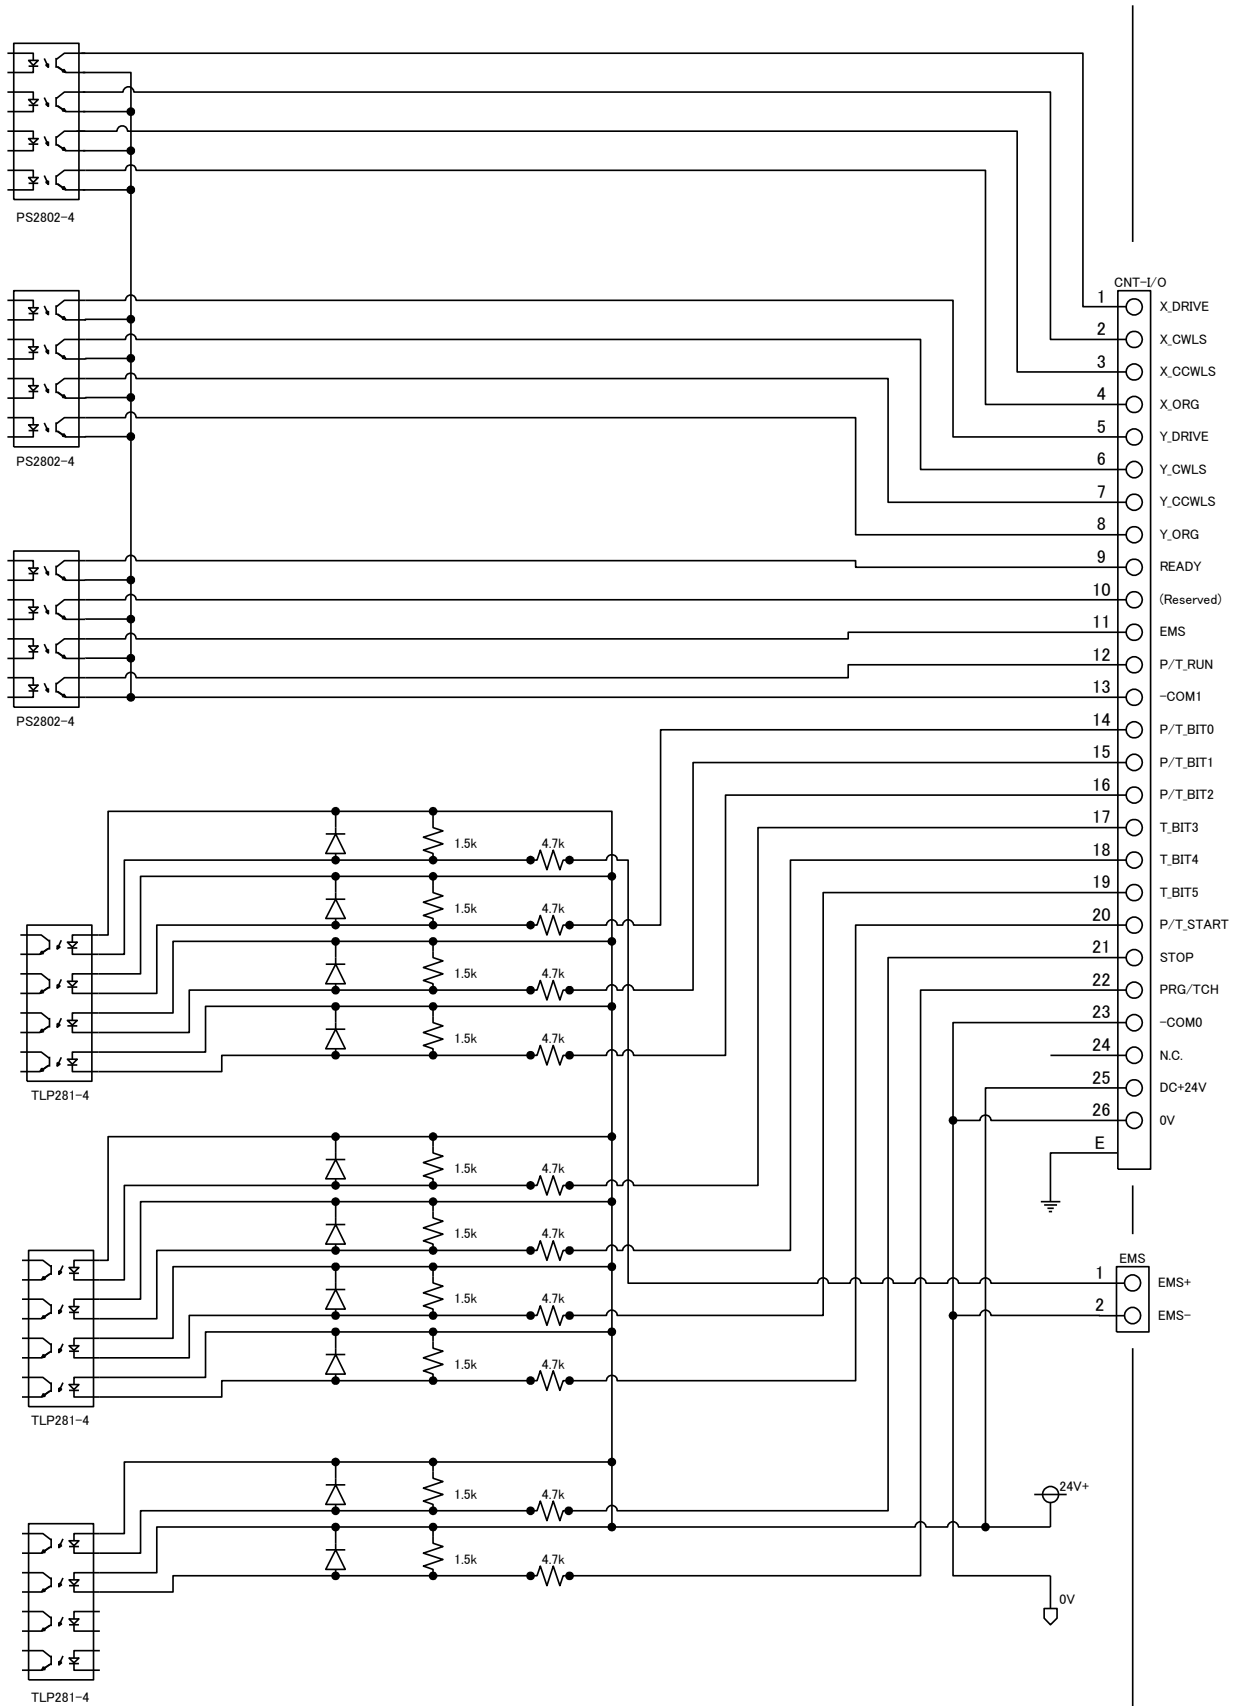 PS2802-4
PS2802-4
PS2802-4
CNT-I/O
1 X_DRIVE
2 X_CWLS
3 X_CCWLS
4 X_ORG
5 Y_DRIVE
6 Y_CWLS
7 Y_CCWLS
8 Y_ORG
9 READY
10 (Reserved)
11 EMS
12 P/T_RUN
13 -COM1
14 P/T_BIT0
15 P/T_BIT1
16 P/T_BIT2
17 T_BIT3
18 T_BIT4
19 T_BIT5
20 P/T_START
21 STOP
22 PRG/TCH
23 -COM0
24 N.C.
25 DC+24V
26 0V
E
1.5k 4.7k
1.5k 4.7k
1.5k 4.7k
1.5k 4.7k
TLP281-4
1.5k 4.7k
1.5k 4.7k
1.5k 4.7k
1.5k 4.7k
TLP281-4
EMS
1 EMS+
2 EMS-
1.5k 4.7k
1.5k 4.7k
24V+
0V
TLP281-4